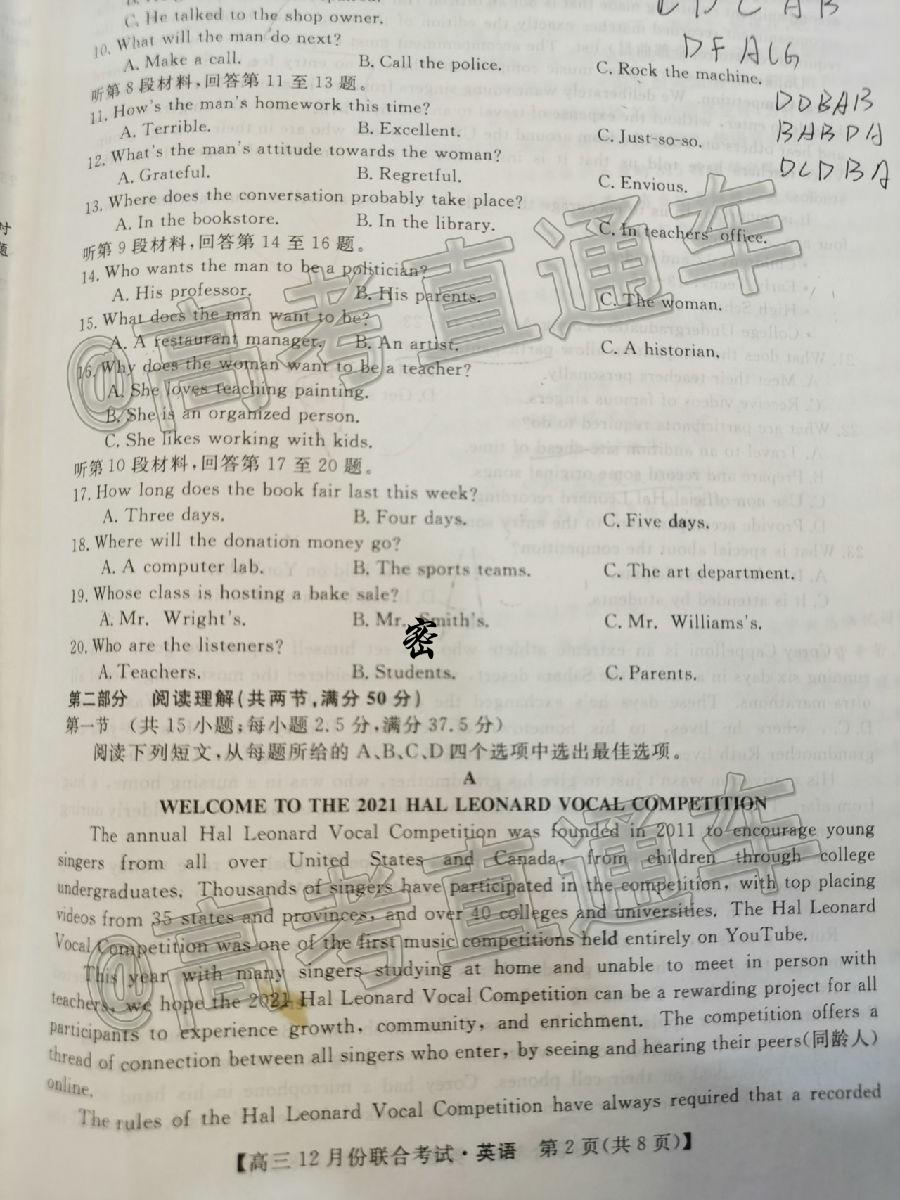 C. He talked to the shop owner.
10. What will the man do next?
A. Make a call. B. Call the police. C. Rock the machine.
听第8段材料,回答第11至13题。
11. How's the man's homework this time?
A. Terrible. B. Excellent. C. Just-so-so.
12. What's the man's attitude towards the woman?
A. Grateful. B. Regretful. C. Envious.
13. Where does the conversation probably take place?
A. In the bookstore. B. In the library. C. In teachers' office.
听第9段材料,回答第14至16题。
14. Who wants the man to be a politician?
A. His professor. B. His parents. C. The woman.
15. What does the man want to be?
A. A restaurant manager. B. An artist. C. A historian.
16. Why does the woman want to be a teacher?
A. She loves teaching painting.
B. She is an organized person.
C. She likes working with kids.
听第10段材料,回答第17至20题。
17. How long does the book fair last this week?
A. Three days. B. Four days. C. Five days.
18. Where will the donation money go?
A. A computer lab. B. The sports teams. C. The art department.
19. Whose class is hosting a bake sale?
A. Mr. Wright's. B. Mr. Smith's. C. Mr. Williams's.
密
20. Who are the listeners?
A. Teachers. B. Students. C. Parents.
第二部分 阅读理解(共两节,满分50分)
第一节 (共15小题;每小题2.5分,满分37.5分)
阅读下列短文,从每题所给的A、B、C、D四个选项中选出最佳选项。
A
WELCOME TO THE 2021 HAL LEONARD VOCAL COMPETITION
The annual Hal Leonard Vocal Competition was founded in 2011 to encourage young
singers from all over United States and Canada, from children through college
undergraduates. Thousands of singers have participated in the competition, with top placing
videos from 35 states and provinces, and over 40 colleges and universities. The Hal Leonard
Vocal Competition was one of the first music competitions held entirely on YouTube.
This year with many singers studying at home and unable to meet in person with
teachers, we hope the 2021 Hal Leonard Vocal Competition can be a rewarding project for all
participants to experience growth, community, and enrichment. The competition offers a
thread of connection between all singers who enter, by seeing and hearing their peers(同龄人)
online.
The rules of the Hal Leonard Vocal Competition have always required that a recorded
【高三12月份联合考试·英语 第2页(共8页)】
DFACG
DDBAB
BABDA
DCDBA
@高考直通车
@高考直通车